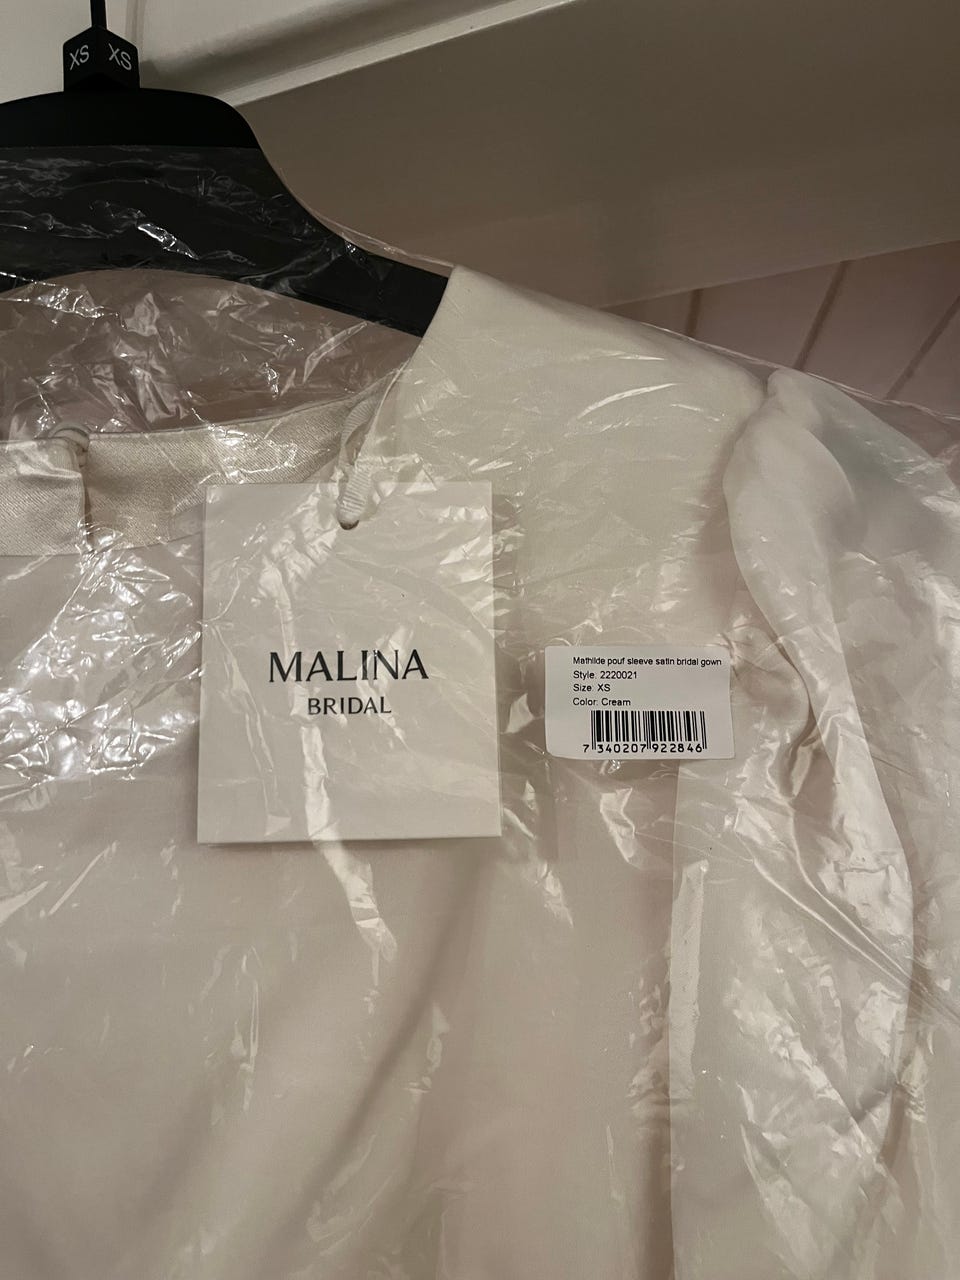 XS XS
MALINA
BRIDAL
Mathilde pouf sleeve satin bridal gown
Style: 2220021
Size: XS
Color: Cream
7 340207 922846